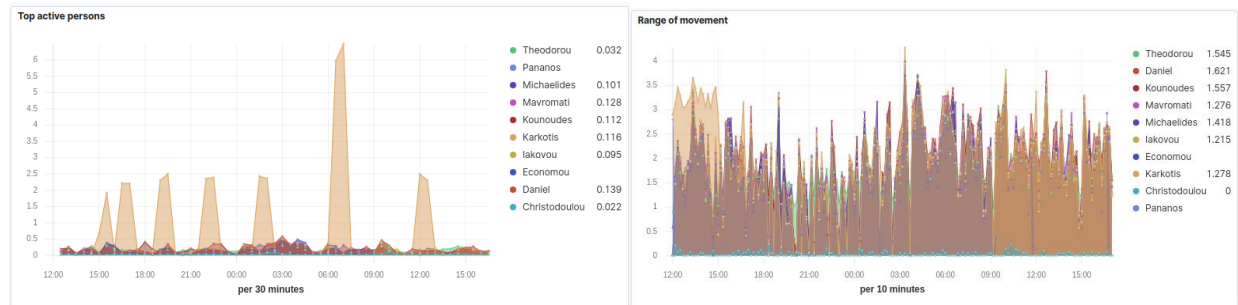 Top active persons
6
5.5
5
4.5
4
3.5
3
2.5
2
1.5
1
0.5
0
12:00 15:00 18:00 21:00 00:00 03:00 06:00 09:00 12:00 15:00
per 30 minutes
Theodorou 0.032
Pananos
Michaelides 0.101
Mavromati 0.128
Kounoudes 0.112
Karkotis 0.116
Iakovou 0.095
Economou
Daniel 0.139
Christodoulou 0.022
Range of movement
4
3.5
3
2.5
2
1.5
1
0.5
0
12:00 15:00 18:00 21:00 00:00 03:00 06:00 09:00 12:00 15:00
per 10 minutes
Theodorou 1.545
Daniel 1.621
Kounoudes 1.557
Mavromati 1.276
Michaelides 1.418
Iakovou 1.215
Economou
Karkotis 1.278
Christodoulou 0
Pananos